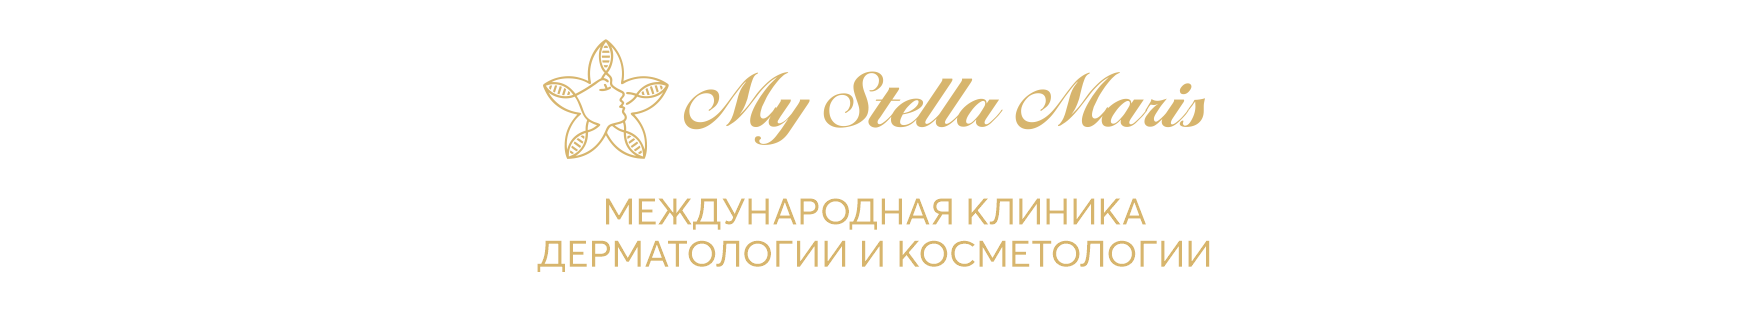 My Stella Maris
МЕЖДУНАРОДНАЯ КЛИНИКА
ДЕРМАТОЛОГИИ И КОСМЕТОЛОГИИ